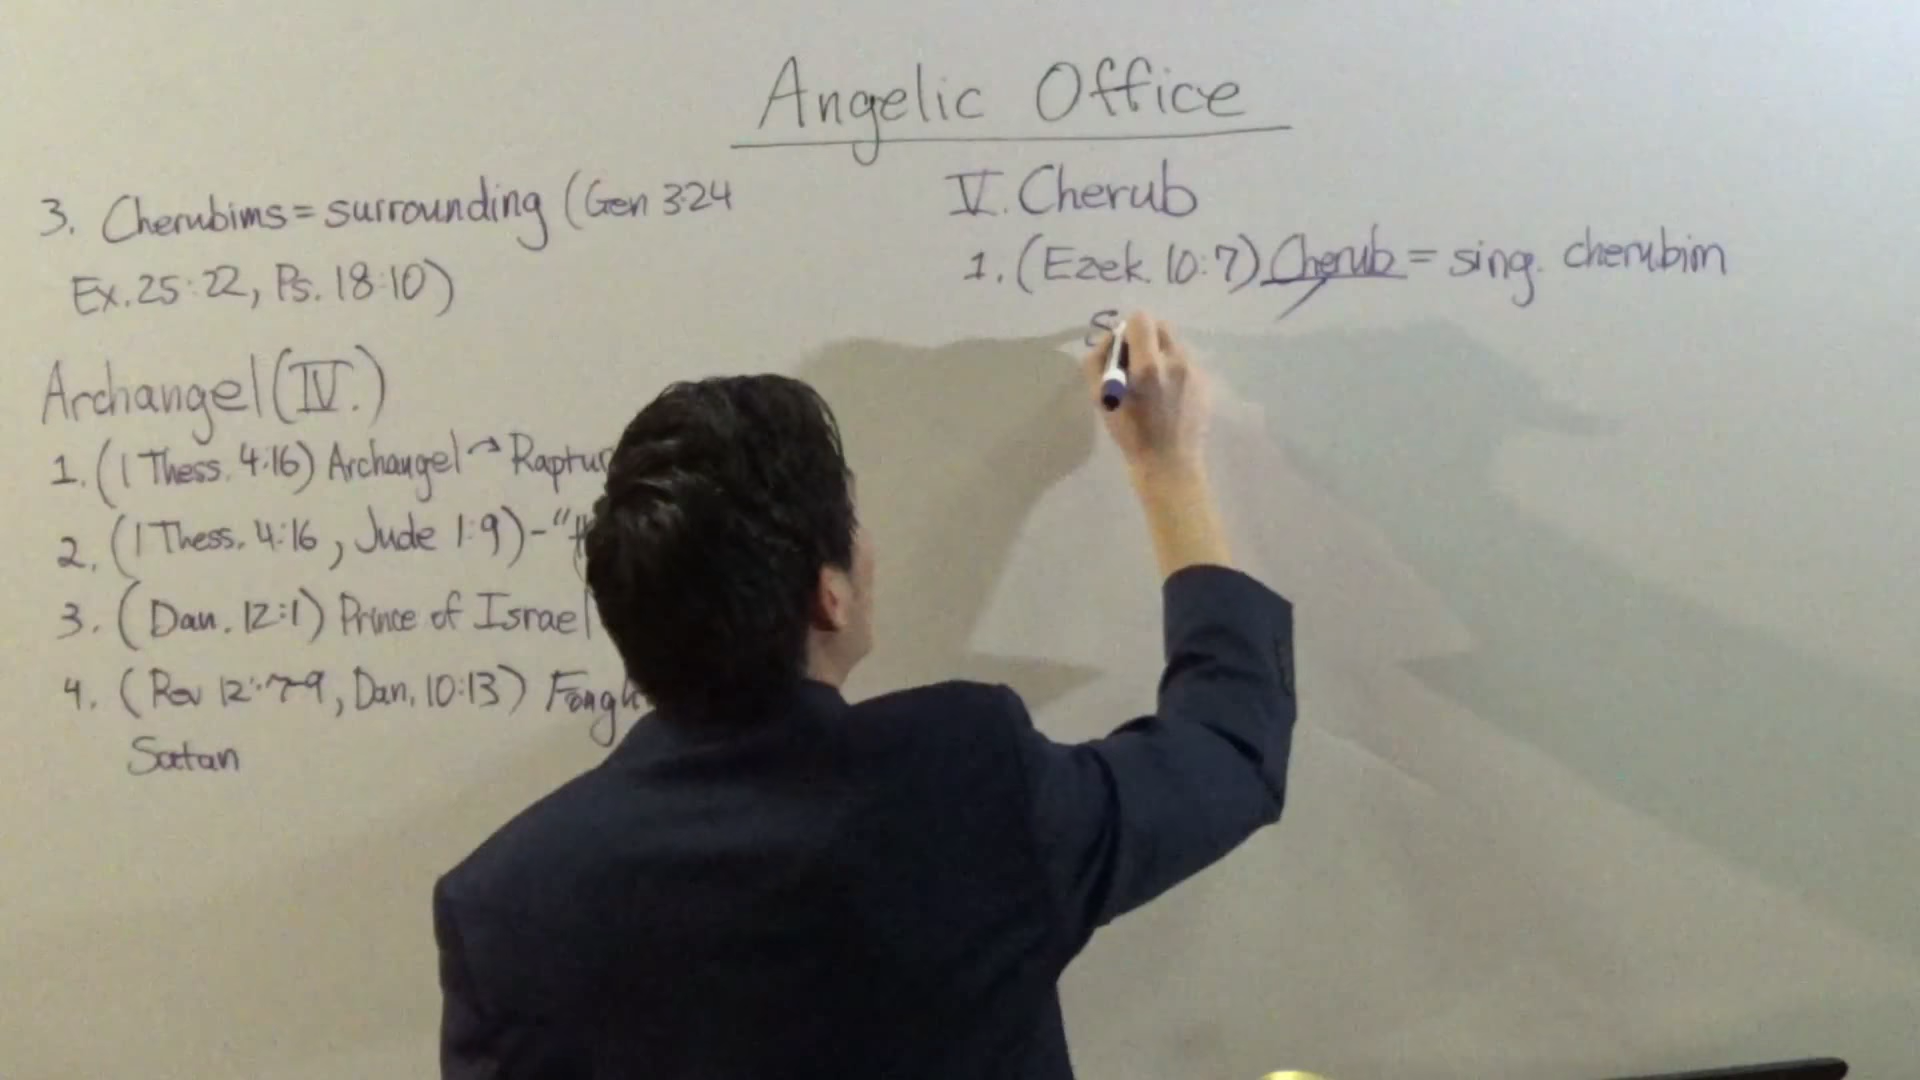 Angelic Office
3. Cherubims = surrounding (Gen 3:24
Ex. 25:22, Ps. 18:10)
Archangel (IV.)
1. (1 Thess. 4:16) Archangel →
2. (1 Thess. 4:16, Jude 1:9) - "
3. (Dan. 12:1) Prince of Israel
4. (Rev 12:7-9, Dan. 10:13)
Satan
V. Cherub
1. (Ezek. 10:7) Cherub = sing. cherubim
S